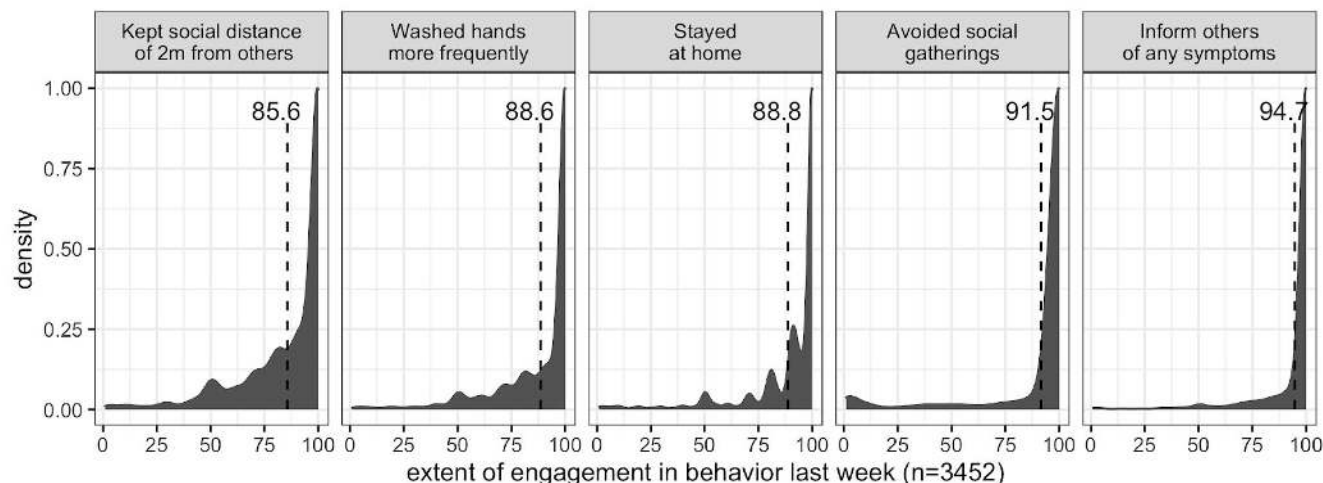 Kept social distance
of 2m from others
Washed hands
more frequently
Stayed
at home
Avoided social
gatherings
Inform others
of any symptoms
85.6
88.6
88.8
91.5
94.7
1.00
0.75
0.50
0.25
0.00
density
0 25 50 75 100
0 25 50 75 100
0 25 50 75 100
0 25 50 75 100
0 25 50 75 100
extent of engagement in behavior last week (n=3452)